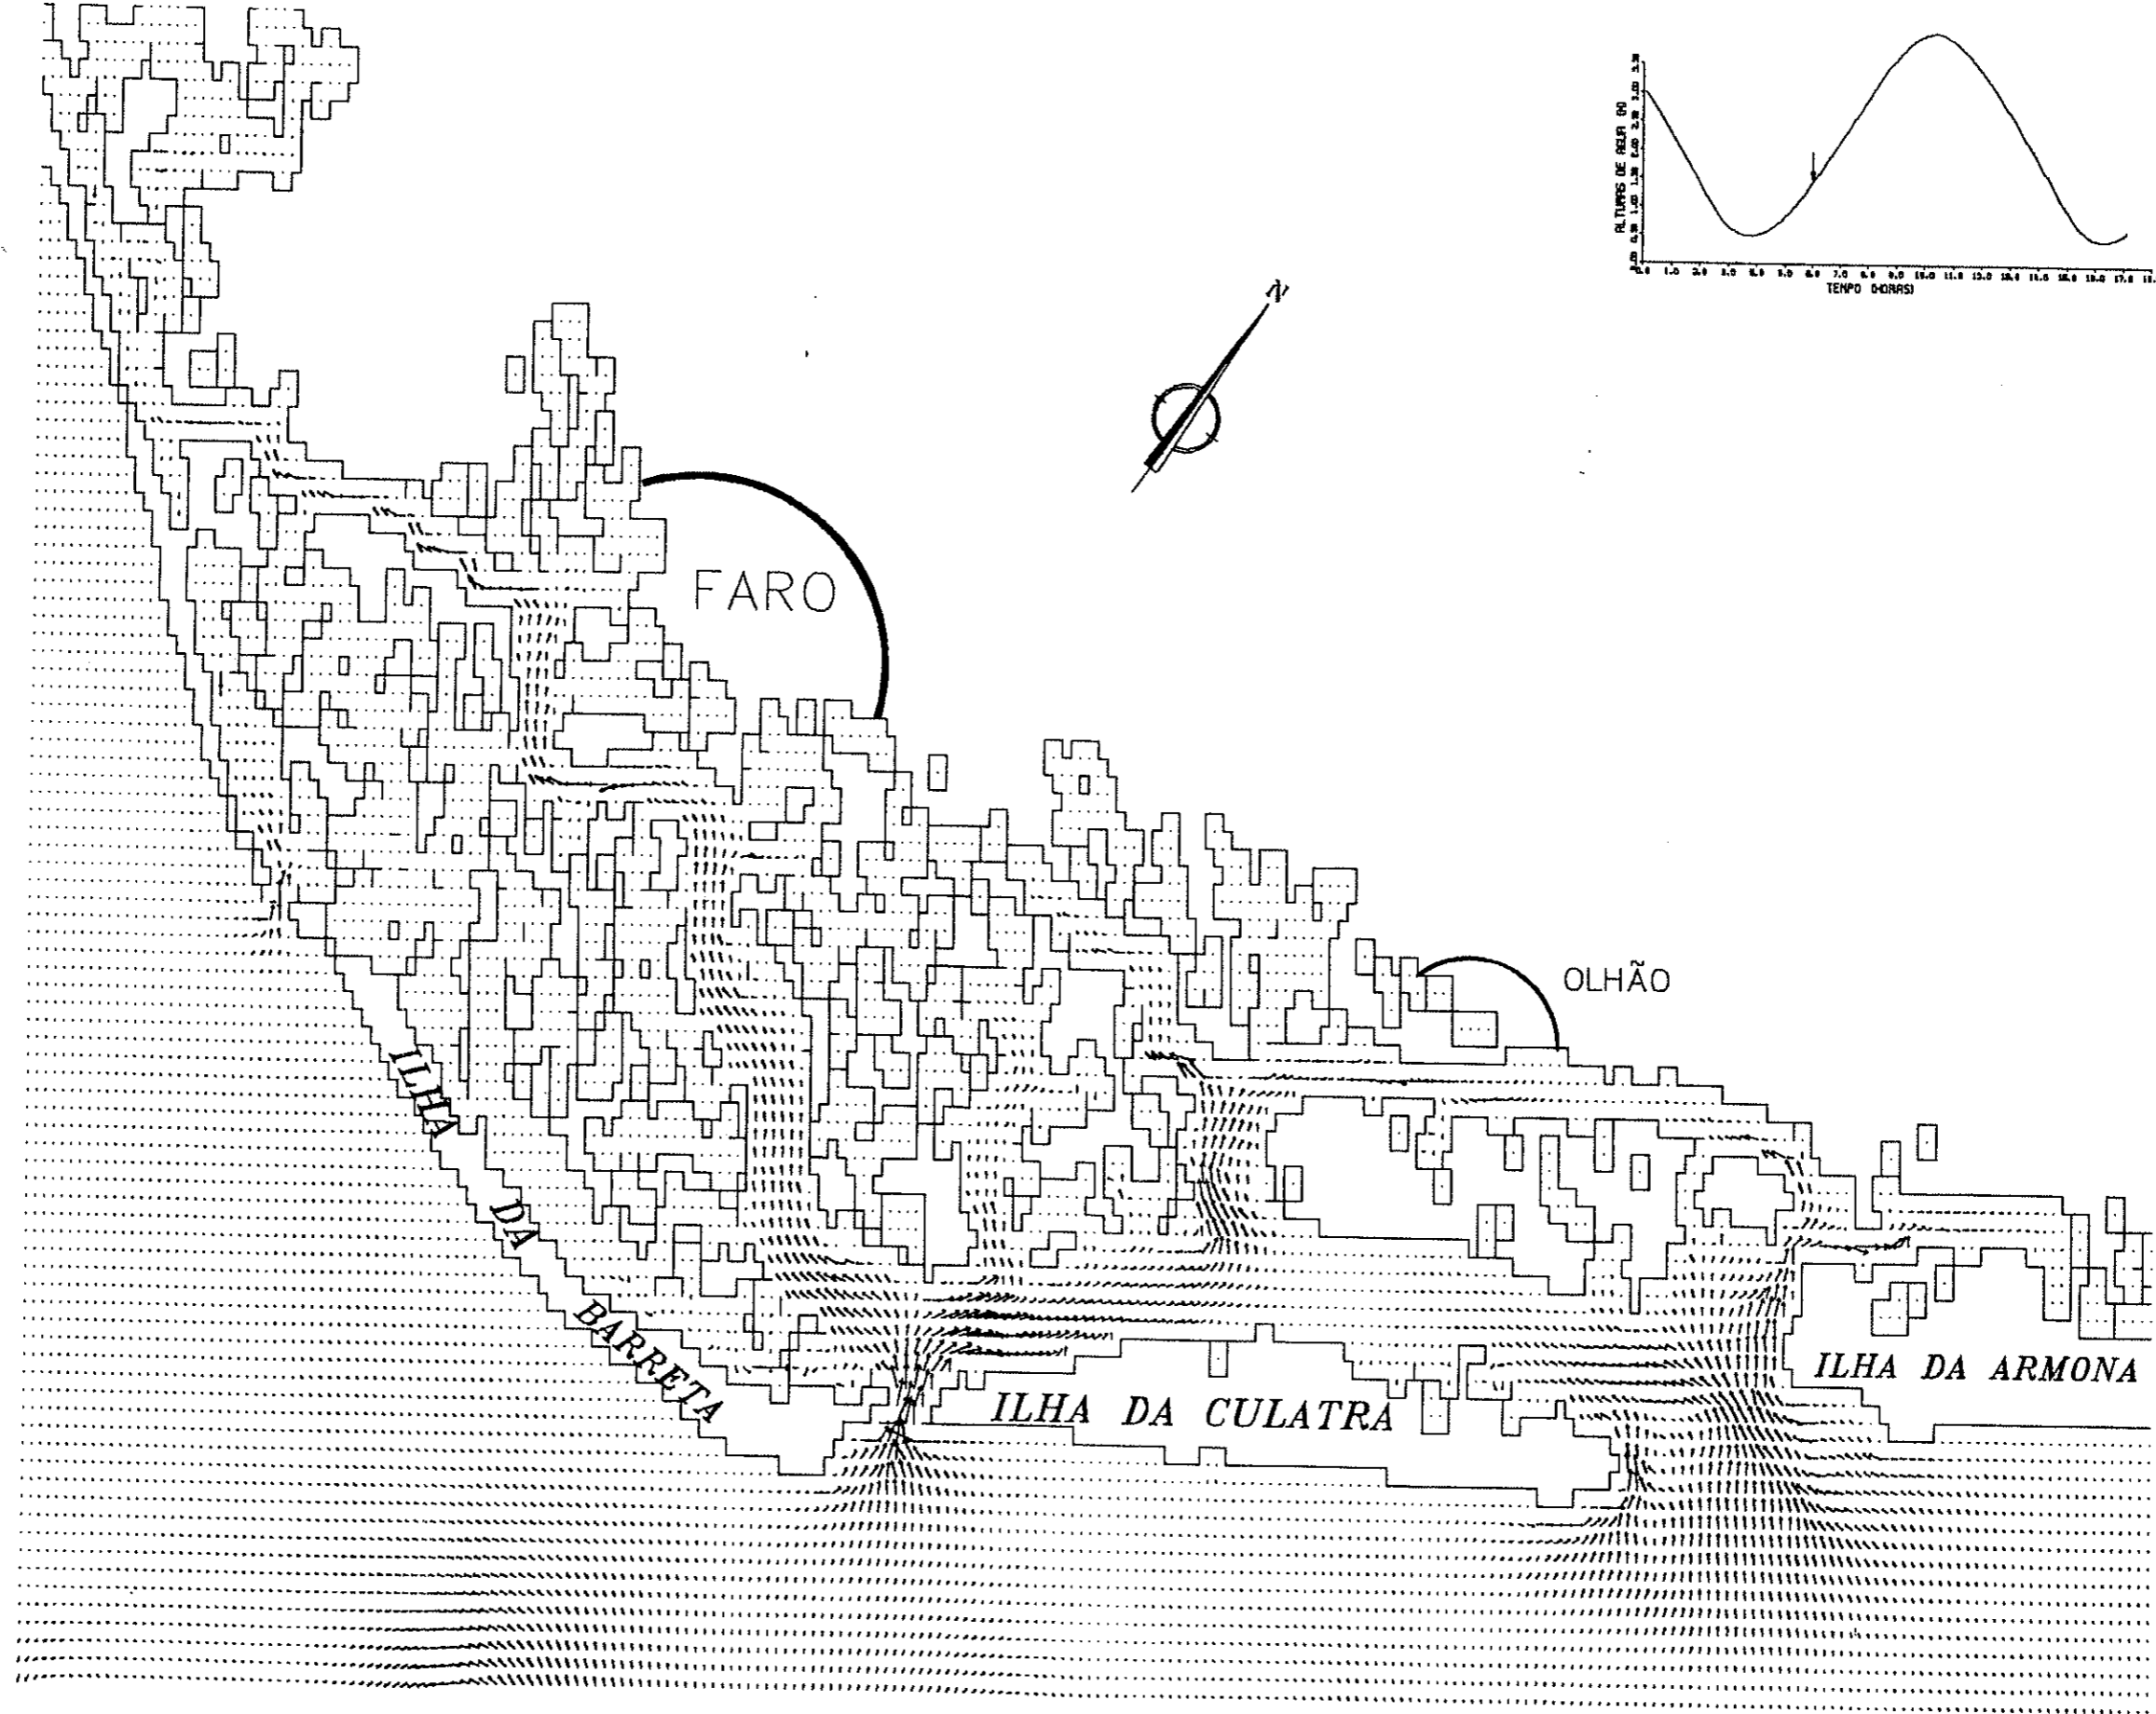 ALTURAS DE AGUA (M)
TEMPO (HORAS)
N
FARO
OLHÃO
ILHA DA BARRETA
ILHA DA CULATRA
ILHA DA ARMONA